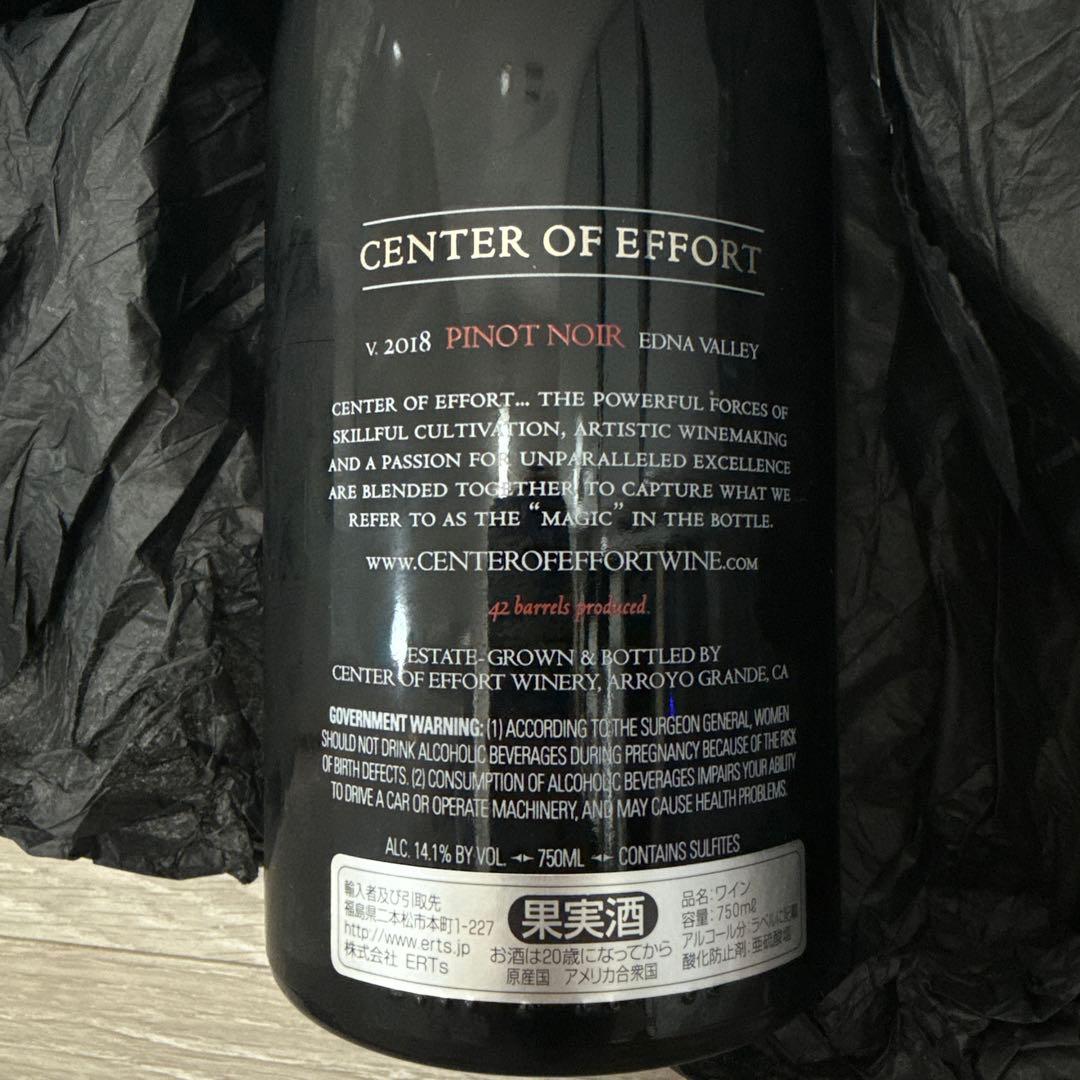 CENTER OF EFFORT
V. 2018 PINOT NOIR EDNA VALLEY
CENTER OF EFFORT... THE POWERFUL FORCES OF
SKILLFUL CULTIVATION, ARTISTIC WINEMAKING
AND A PASSION FOR UNPARALLELED EXCELLENCE
ARE BLENDED TOGETHER TO CAPTURE WHAT WE
REFER TO AS THE “MAGIC” IN THE BOTTLE.
WWW.CENTEROFEFFORTWINE.COM
42 barrels produced.
ESTATE-GROWN & BOTTLED BY
CENTER OF EFFORT WINERY, ARROYO GRANDE, CA
GOVERNMENT WARNING: (1) ACCORDING TO THE SURGEON GENERAL, WOMEN
SHOULD NOT DRINK ALCOHOLIC BEVERAGES DURING PREGNANCY BECAUSE OF THE RISK
OF BIRTH DEFECTS. (2) CONSUMPTION OF ALCOHOLIC BEVERAGES IMPAIRS YOUR ABILITY
TO DRIVE A CAR OR OPERATE MACHINERY, AND MAY CAUSE HEALTH PROBLEMS.
ALC. 14.1% BY VOL. 750ML CONTAINS SULFITES
輸入者及び引取先
福島県二本松市本町1-227
http://www.erts.jp
株式会社 ERTs
果実酒
お酒は20歳になってから
原産国 アメリカ合衆国
品名:ワイン
容量:750mℓ
アルコール分:ラベルに記載
酸化防止剤:亜硫酸塩